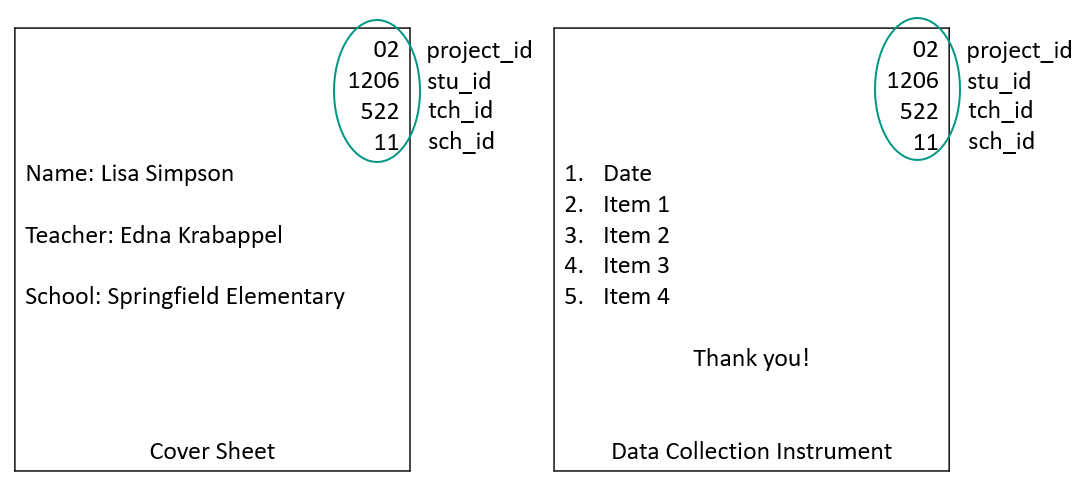 02 project_id
1206 stu_id
522 tch_id
11 sch_id
Name: Lisa Simpson
Teacher: Edna Krabappel
School: Springfield Elementary
Cover Sheet
02 project_id
1206 stu_id
522 tch_id
11 sch_id
1. Date
2. Item 1
3. Item 2
4. Item 3
5. Item 4
Thank you!
Data Collection Instrument